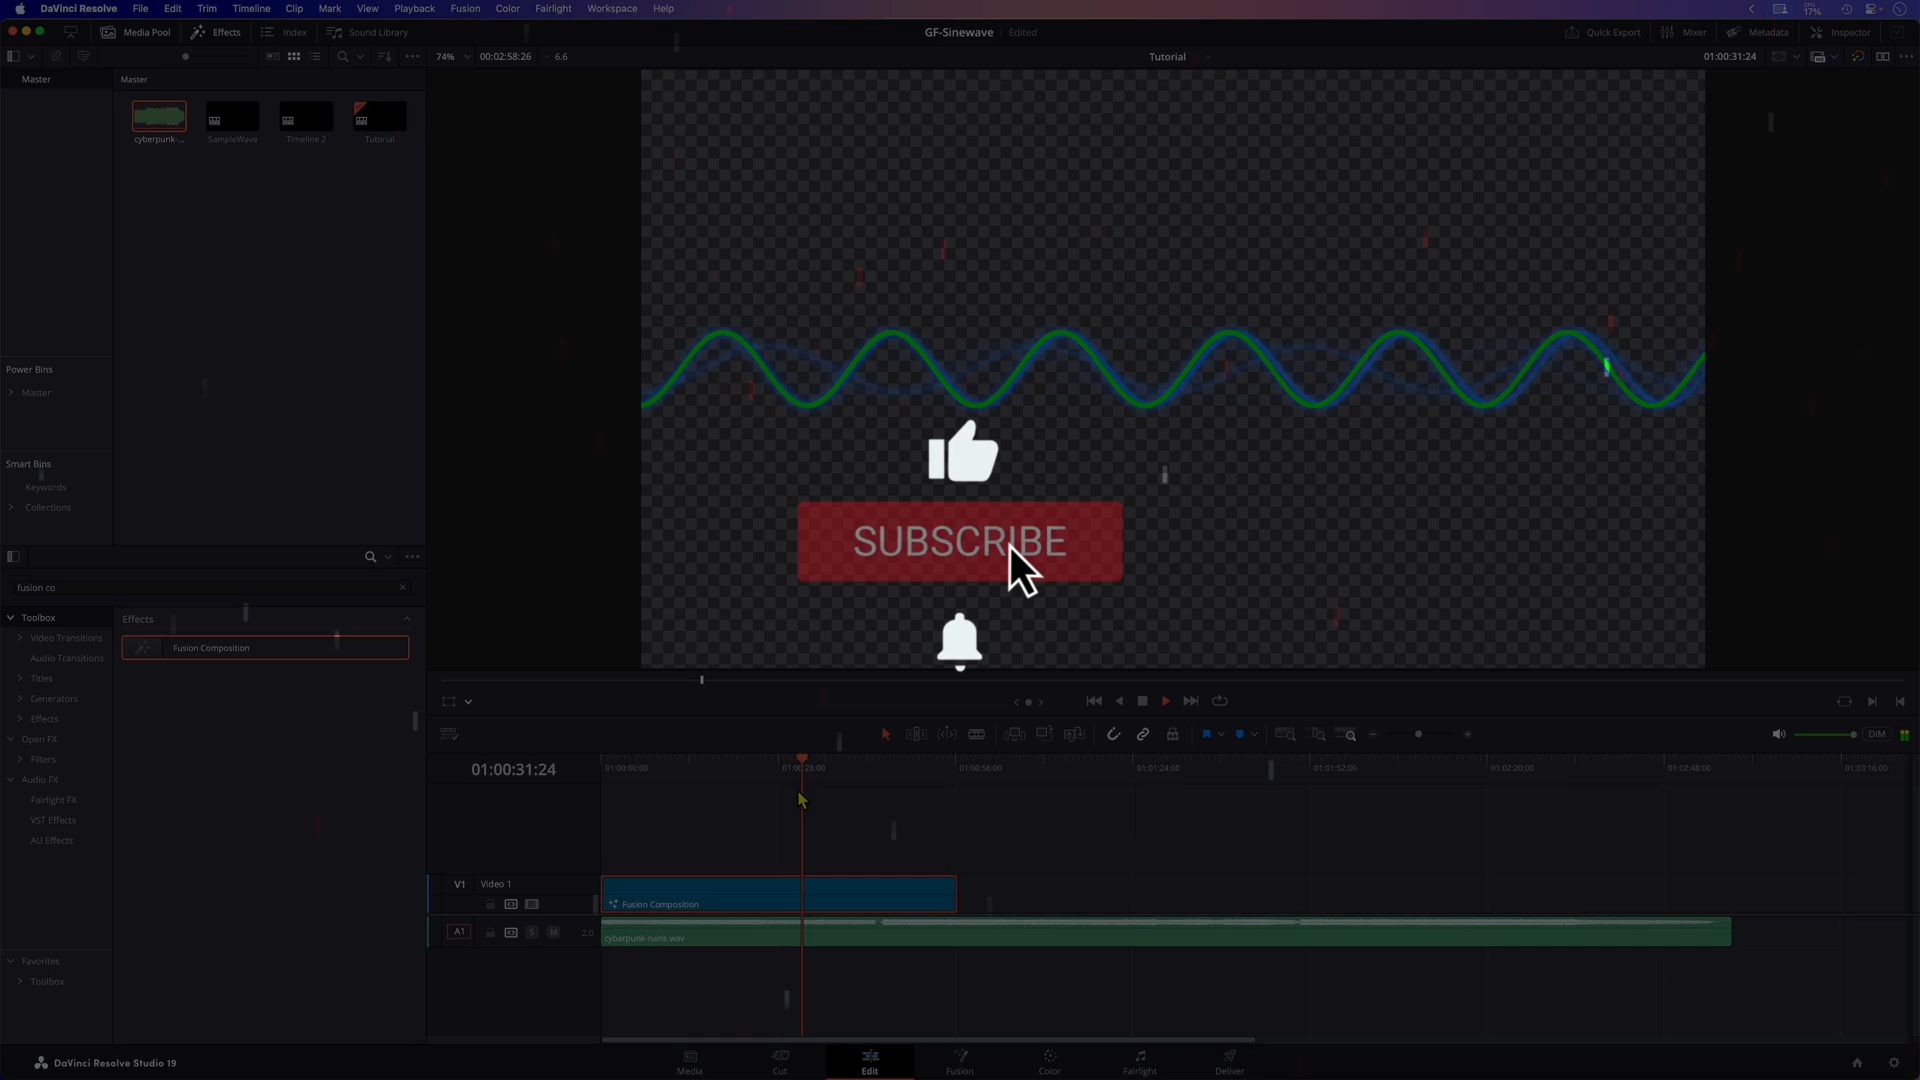 DaVinci Resolve File Edit Trim Timeline Clip Mark View Playback Fusion Color Fairlight Workspace Help
CPU
17%
Media Pool Effects Index Sound Library
GF-Sinewave Edited
Quick Export Mixer Metadata Inspector
74% 00:02:58:26 6.6
Tutorial
01:00:31:24
Master
Master
cyberpunk-...
SampleWave
Timeline 2
Tutorial
Power Bins
Master
Smart Bins
Keywords
Collections
SUBSCRIBE
fusion co
Toolbox
Video Transitions
Audio Transitions
Titles
Generators
Effects
Open FX
Filters
Audio FX
Fairlight FX
VST Effects
AU Effects
Favorites
Toolbox
Effects
Fusion Composition
DIM
01:00:31:24
01:00:00:00 01:00:28:00 01:00:56:00 01:01:24:00 01:01:52:00 01:02:20:00 01:02:48:00 01:03:16:00
V1 Video 1
Fusion Composition
A1 S M 2.0
cyberpunk-ruins.wav
DaVinci Resolve Studio 19
Media Cut Edit Fusion Color Fairlight Deliver